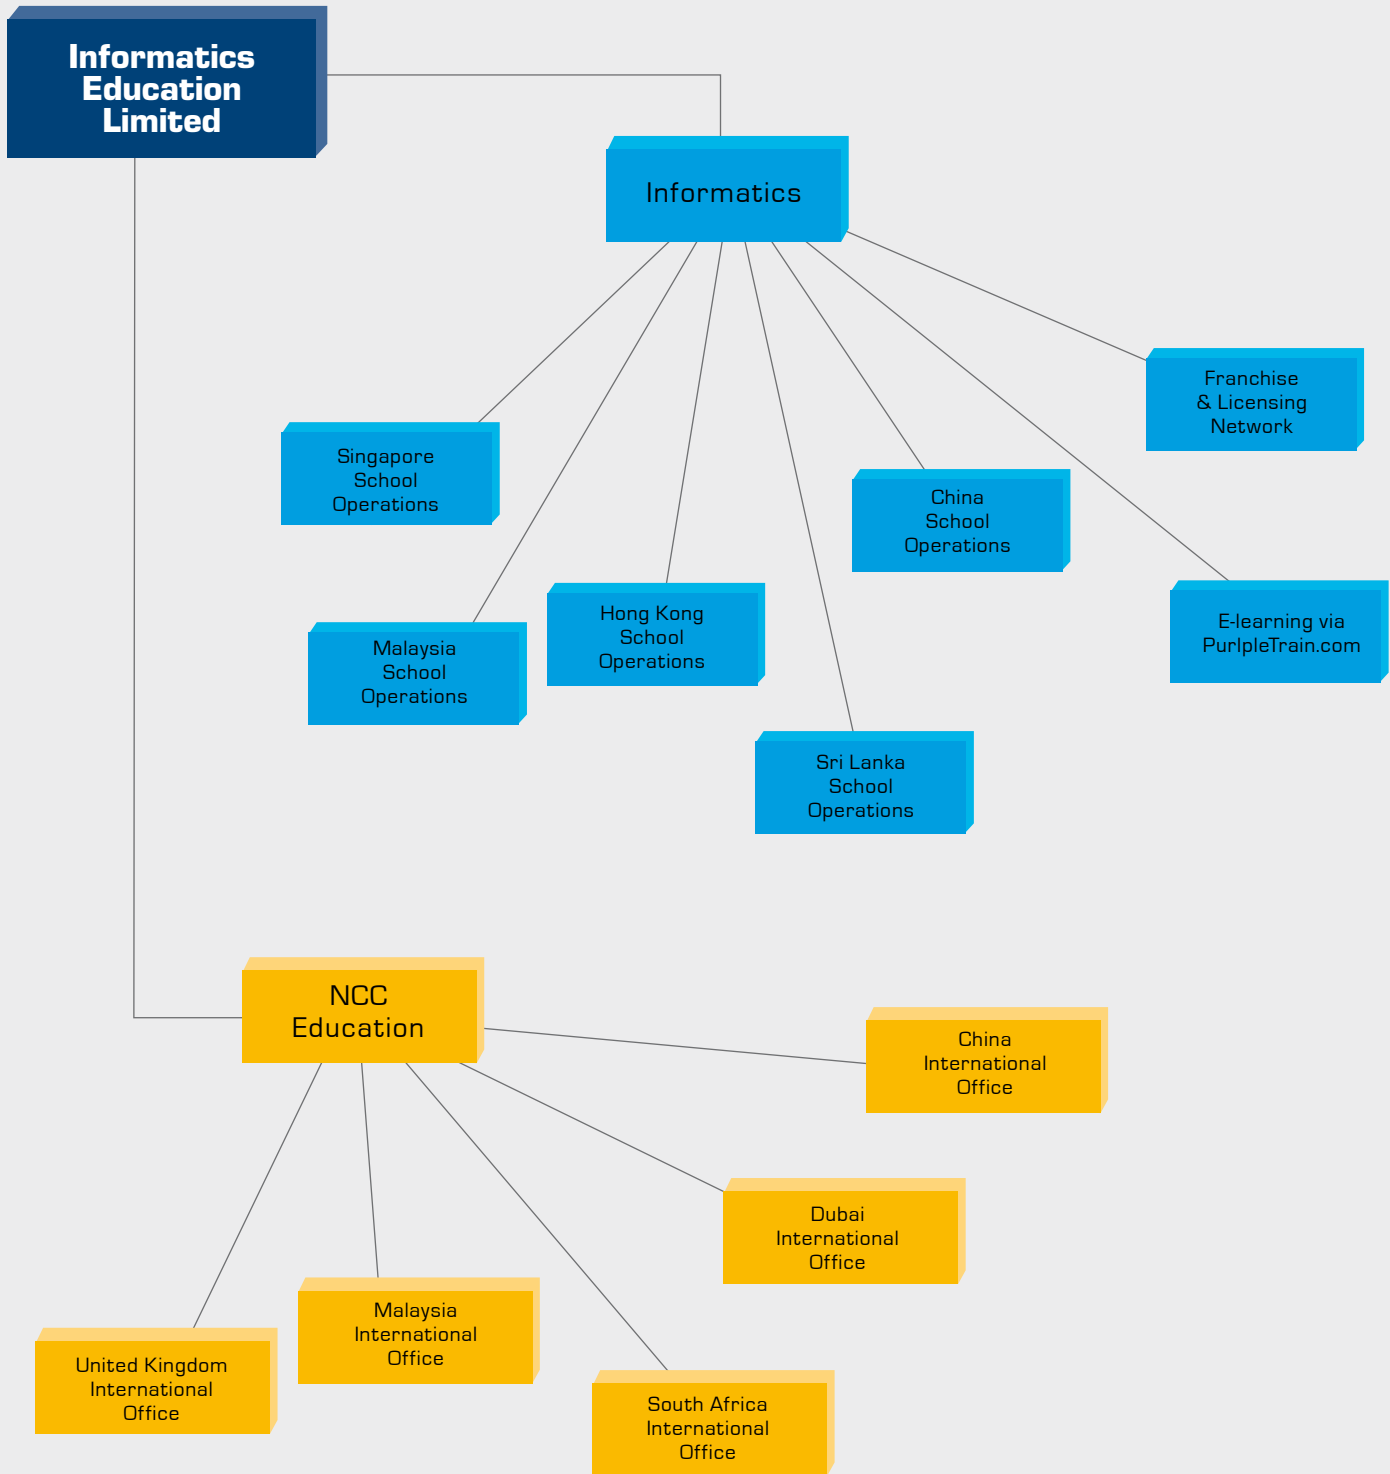 Informatics
Education
Limited
Informatics
Franchise
& Licensing
Network
Singapore
School
Operations
China
School
Operations
Hong Kong
School
Operations
E-learning via
PurlpleTrain.com
Malaysia
School
Operations
Sri Lanka
School
Operations
NCC
Education
China
International
Office
Dubai
International
Office
Malaysia
International
Office
United Kingdom
International
Office
South Africa
International
Office